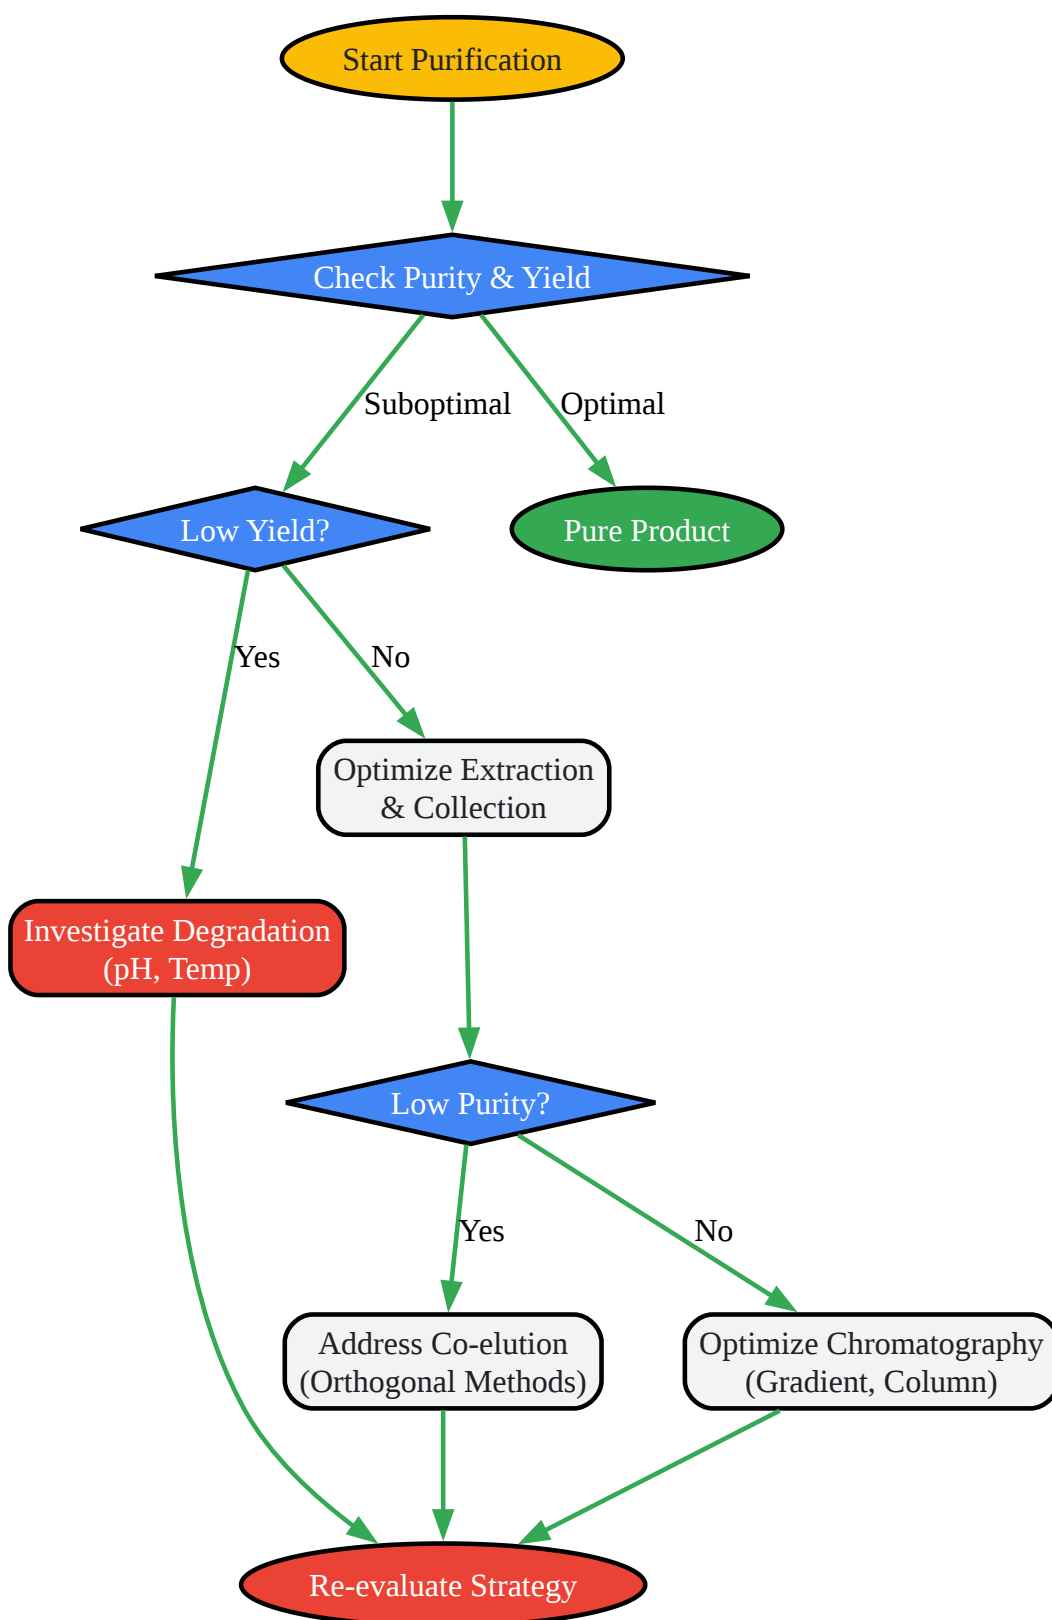 Start Purification
Check Purity & Yield
Suboptimal
Optimal
Low Yield?
Pure Product
Yes
No
Optimize Extraction
& Collection
Investigate Degradation
(pH, Temp)
Low Purity?
Yes
No
Address Co-elution
(Orthogonal Methods)
Optimize Chromatography
(Gradient, Column)
Re-evaluate Strategy